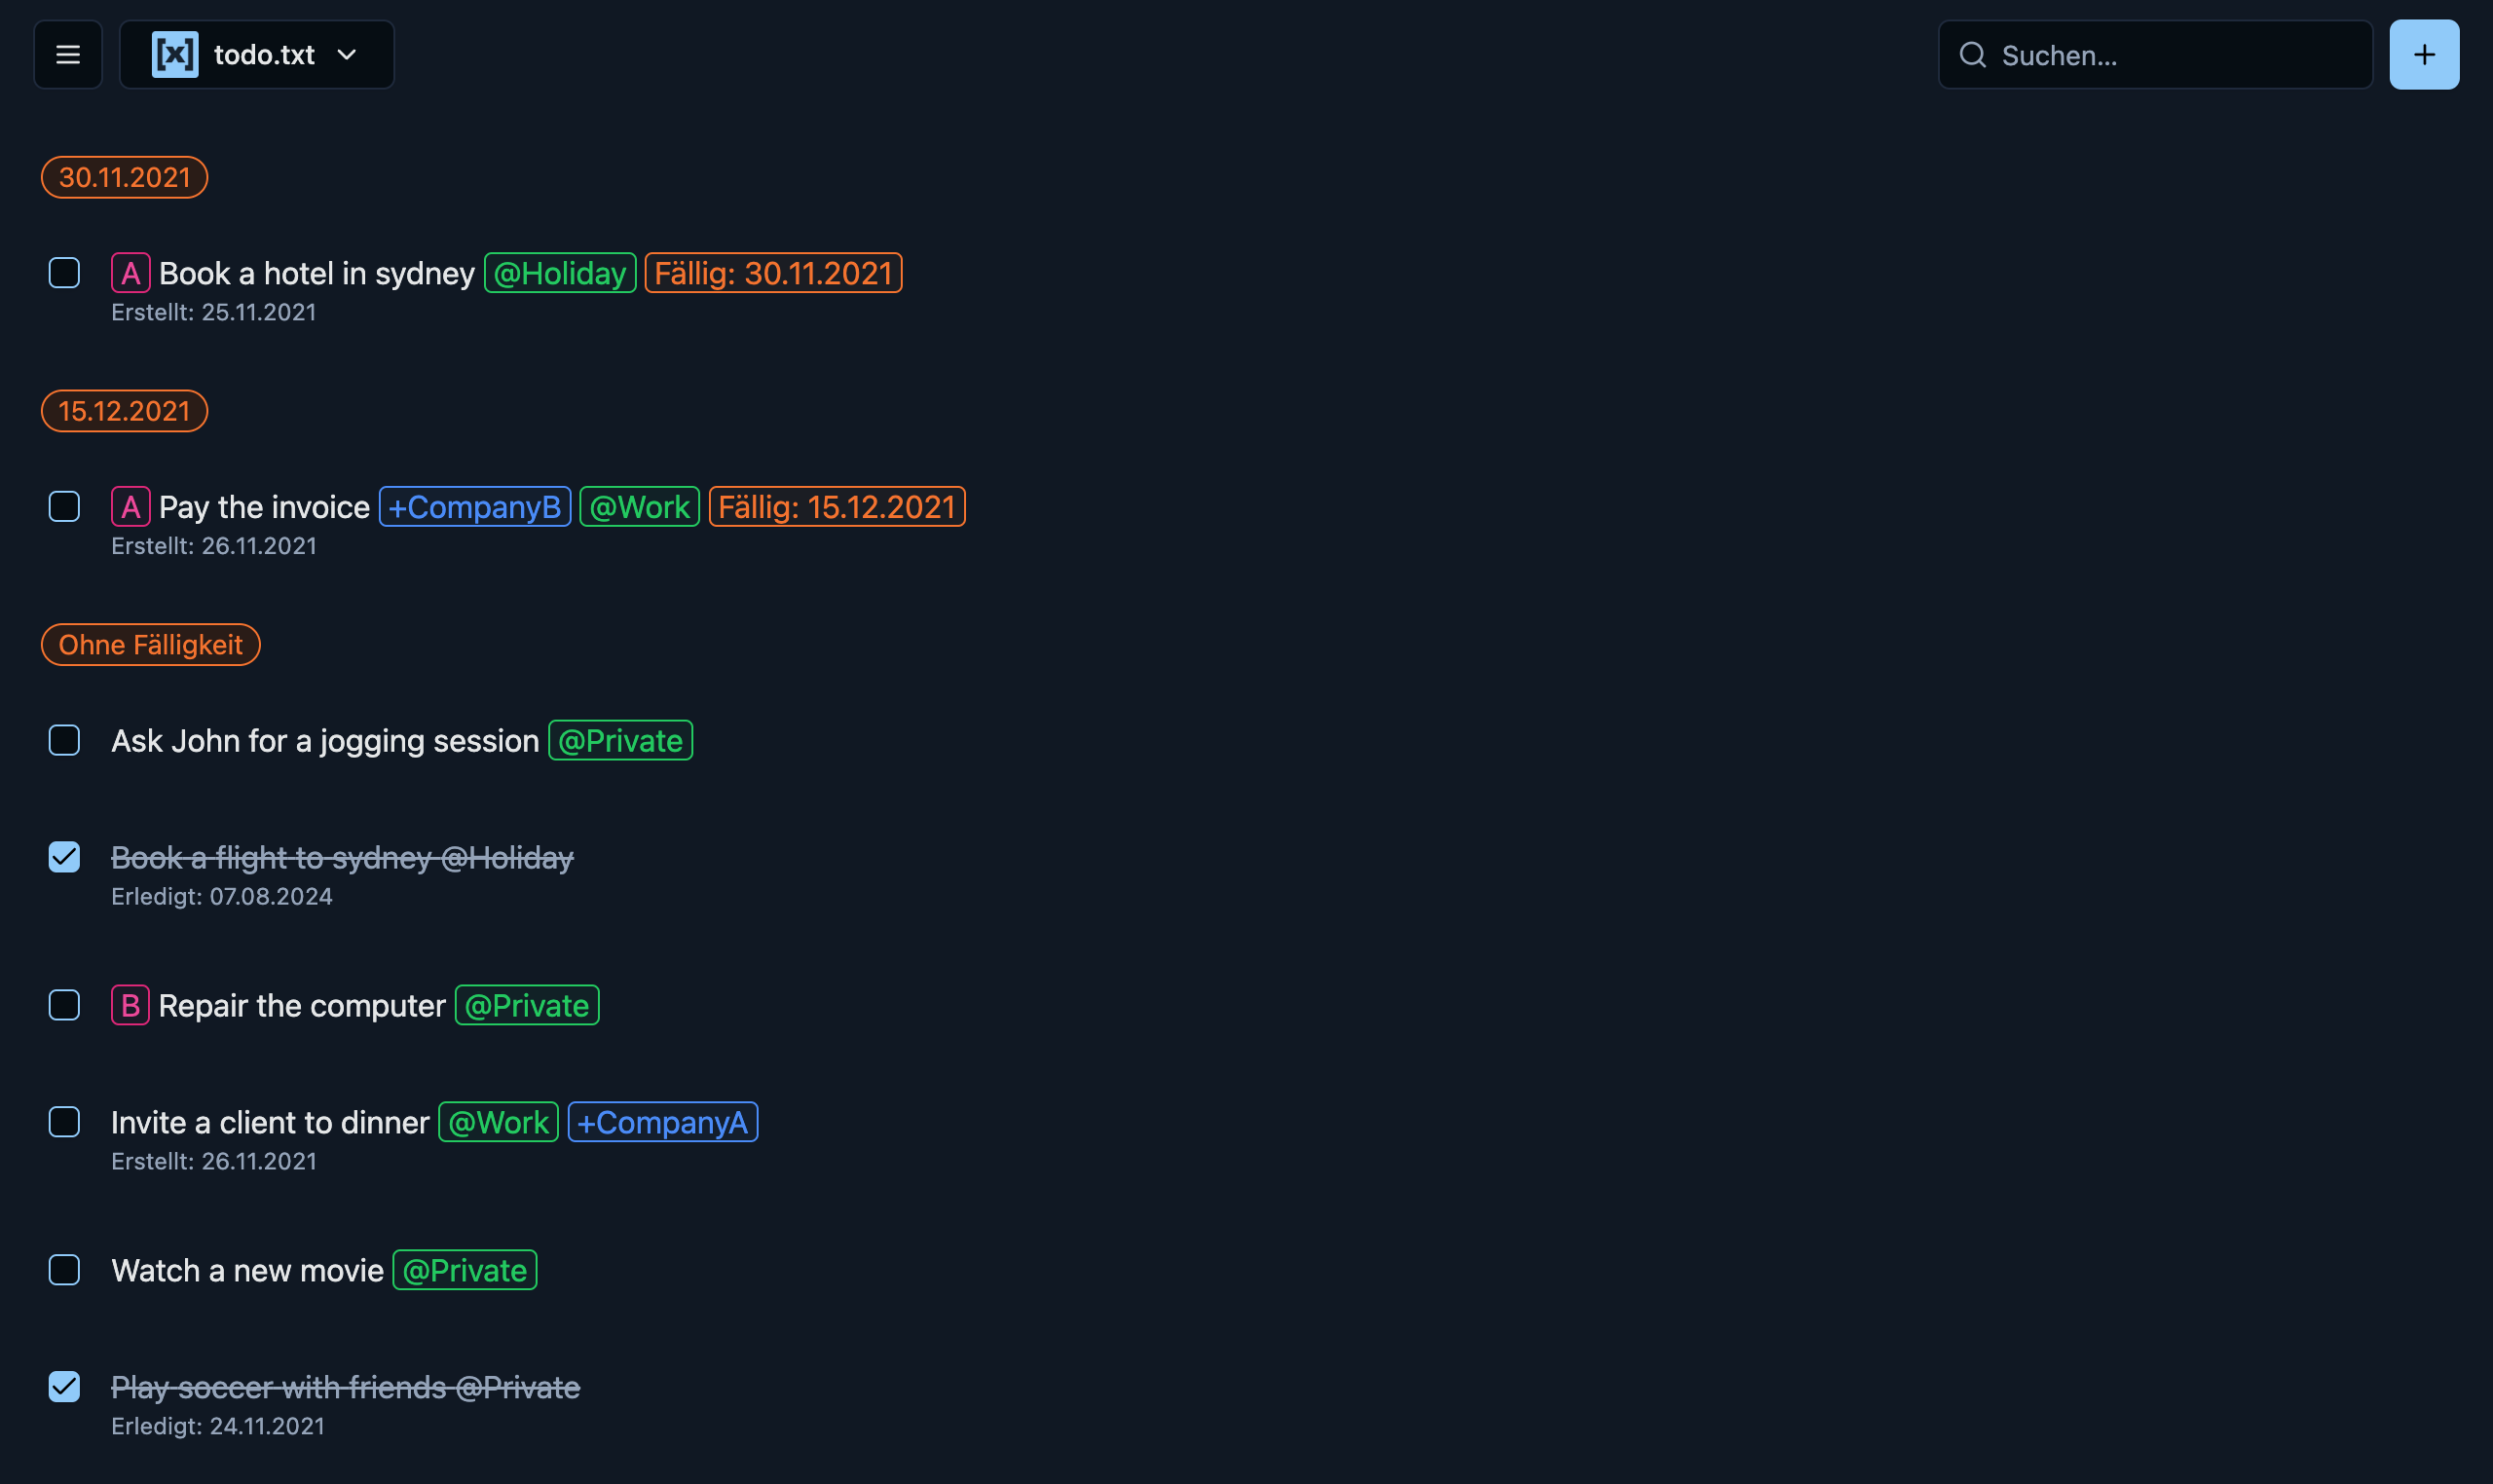 [x] todo.txt
Suchen...
30.11.2021
A Book a hotel in sydney @Holiday Fällig: 30.11.2021
Erstellt: 25.11.2021
15.12.2021
A Pay the invoice +CompanyB @Work Fällig: 15.12.2021
Erstellt: 26.11.2021
Ohne Fälligkeit
Ask John for a jogging session @Private
Book a flight to sydney @Holiday
Erledigt: 07.08.2024
B Repair the computer @Private
Invite a client to dinner @Work +CompanyA
Erstellt: 26.11.2021
Watch a new movie @Private
Play soccer with friends @Private
Erledigt: 24.11.2021